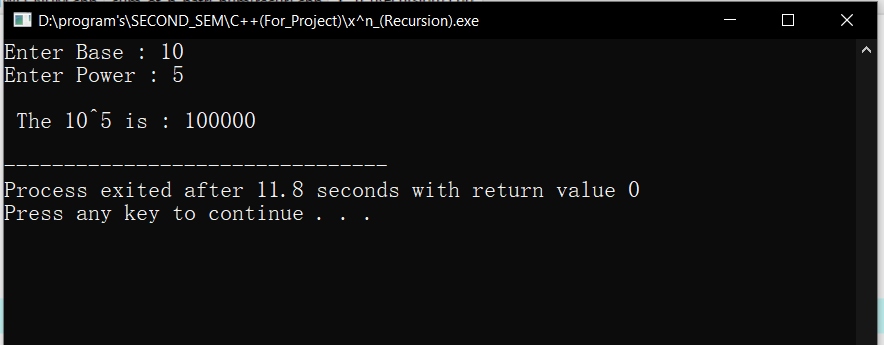 D:\program's\SECOND_SEM\C++(For_Project)\x^n_(Recursion).exe
Enter Base : 10
Enter Power : 5
The 10^5 is : 100000
--------------------------------
Process exited after 11.8 seconds with return value 0
Press any key to continue . . .